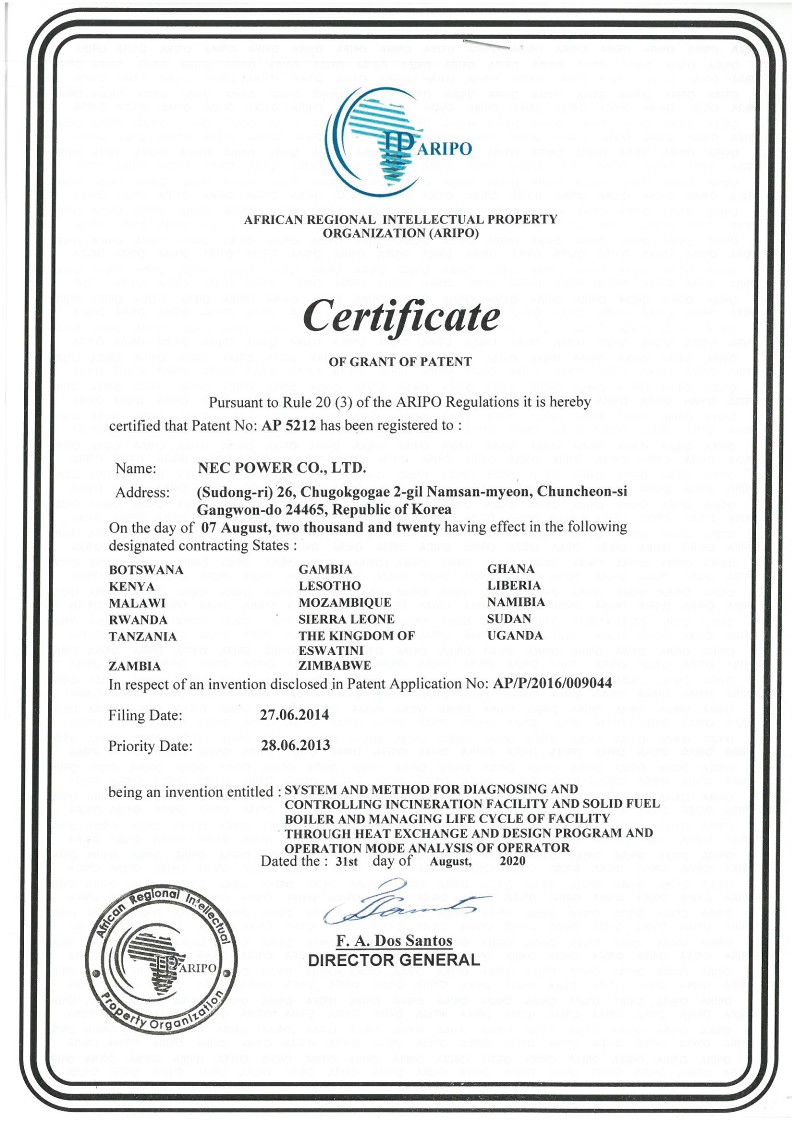 IP ARIPO
AFRICAN REGIONAL INTELLECTUAL PROPERTY
ORGANIZATION (ARIPO)
Certificate
OF GRANT OF PATENT
Pursuant to Rule 20 (3) of the ARIPO Regulations it is hereby
certified that Patent No: AP 5212 has been registered to :
Name: NEC POWER CO., LTD.
Address: (Sudong-ri) 26, Chugokgogae 2-gil Namsan-myeon, Chuncheon-si
Gangwon-do 24465, Republic of Korea
On the day of 07 August, two thousand and twenty having effect in the following
designated contracting States :
BOTSWANA GAMBIA GHANA
KENYA LESOTHO LIBERIA
MALAWI MOZAMBIQUE NAMIBIA
RWANDA SIERRA LEONE SUDAN
TANZANIA THE KINGDOM OF UGANDA
ESWATINI
ZAMBIA ZIMBABWE
In respect of an invention disclosed in Patent Application No: AP/P/2016/009044
Filing Date: 27.06.2014
Priority Date: 28.06.2013
being an invention entitled : SYSTEM AND METHOD FOR DIAGNOSING AND
CONTROLLING INCINERATION FACILITY AND SOLID FUEL
BOILER AND MANAGING LIFE CYCLE OF FACILITY
THROUGH HEAT EXCHANGE AND DESIGN PROGRAM AND
OPERATION MODE ANALYSIS OF OPERATOR
Dated the : 31st day of August, 2020
F. A. Dos Santos
DIRECTOR GENERAL
African Regional Intellectual
IP ARIPO
Property Organization